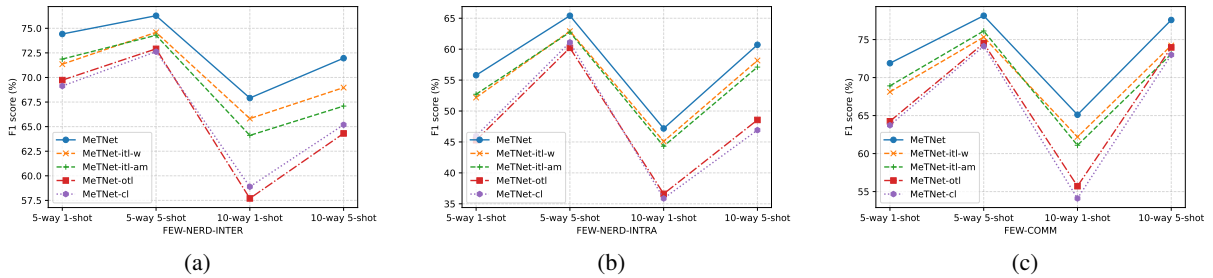 75.0
72.5
70.0
67.5
65.0
62.5
60.0
57.5
F1 score (%)
MeTNet
MeTNet-itl-w
MeTNet-itl-am
MeTNet-otl
MeTNet-cl
5-way 1-shot 5-way 5-shot 10-way 1-shot 10-way 5-shot
FEW-NERD-INTER
(a)
65
60
55
50
45
40
35
F1 score (%)
MeTNet
MeTNet-itl-w
MeTNet-itl-am
MeTNet-otl
MeTNet-cl
5-way 1-shot 5-way 5-shot 10-way 1-shot 10-way 5-shot
FEW-NERD-INTRA
(b)
75
70
65
60
55
F1 score (%)
MeTNet
MeTNet-itl-w
MeTNet-itl-am
MeTNet-otl
MeTNet-cl
5-way 1-shot 5-way 5-shot 10-way 1-shot 10-way 5-shot
FEW-COMM
(c)